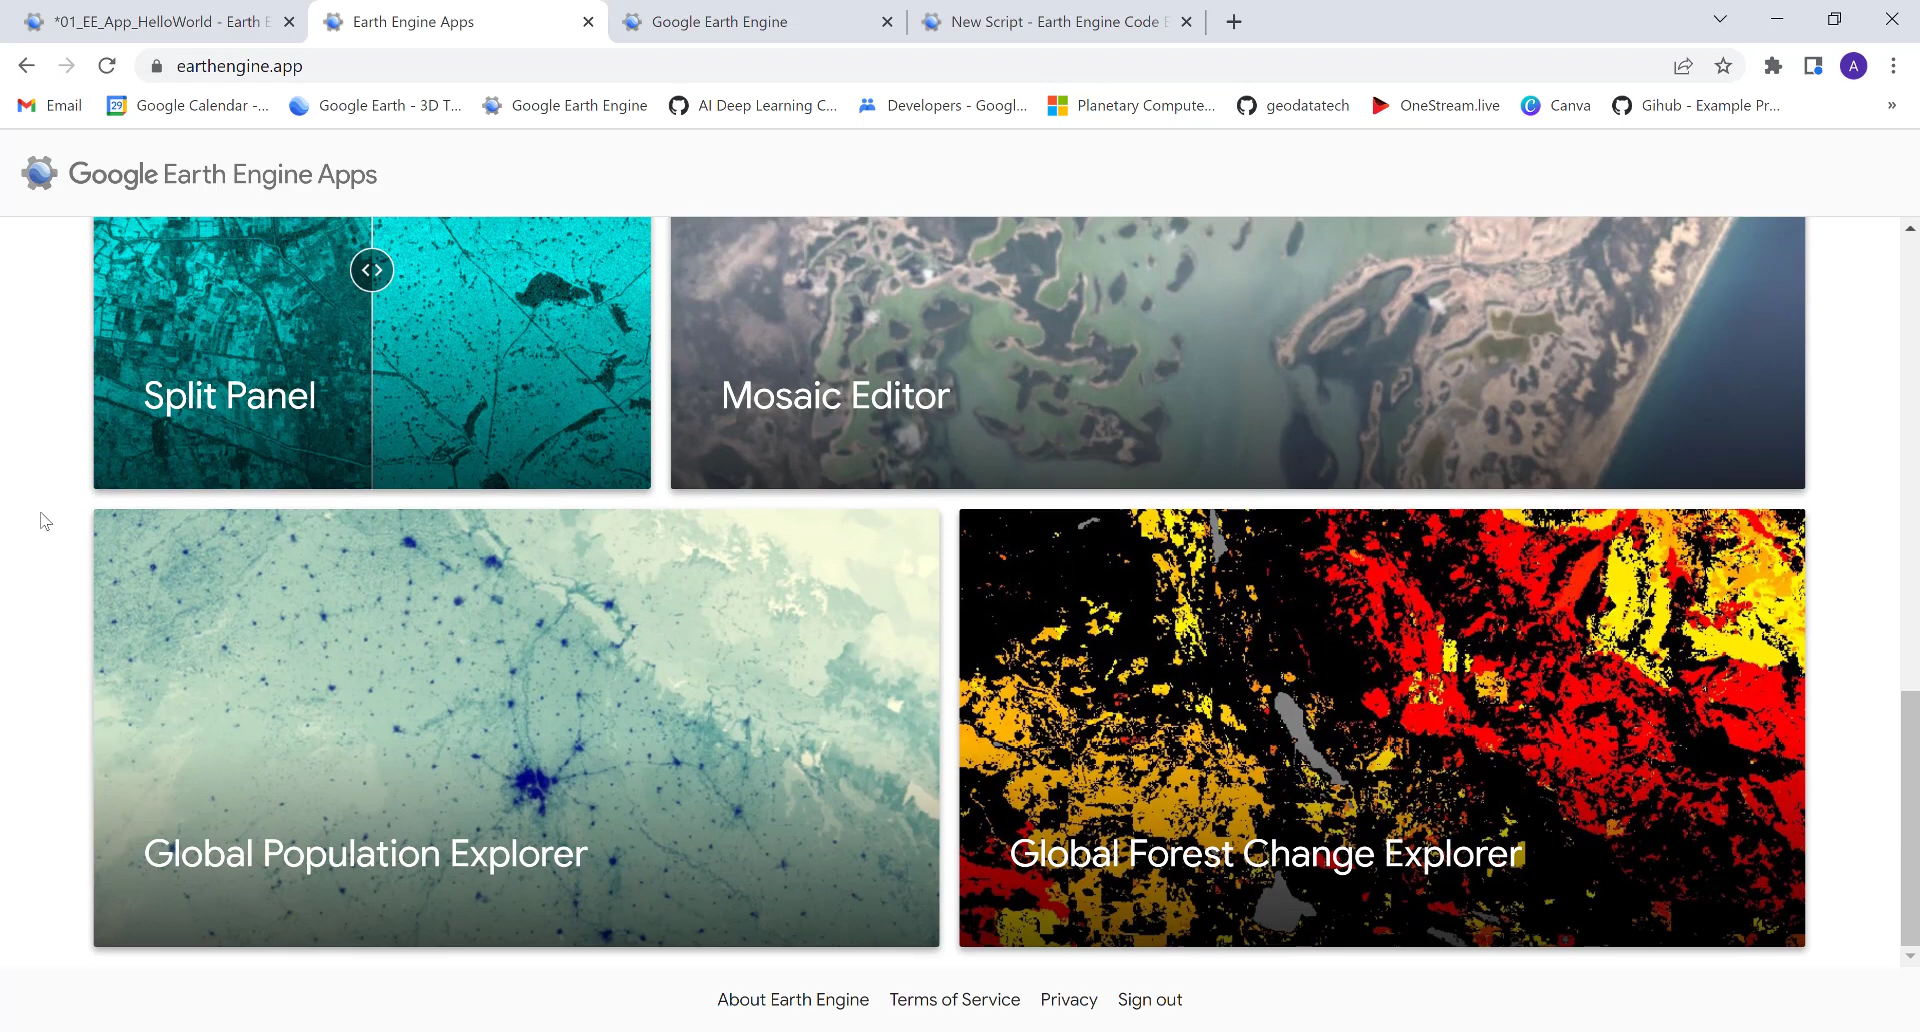 *01_EE_App_HelloWorld - Earth E
Earth Engine Apps
Google Earth Engine
New Script - Earth Engine Code E
earthengine.app
A
Email
29
Google Calendar -...
Google Earth - 3D T...
Google Earth Engine
AI Deep Learning C...
Developers - Googl...
Planetary Compute...
geodatatech
OneStream.live
C
Canva
Gihub - Example Pr...
»
Google Earth Engine Apps
Split Panel
Mosaic Editor
Global Population Explorer
Global Forest Change Explorer
About Earth Engine
Terms of Service
Privacy
Sign out